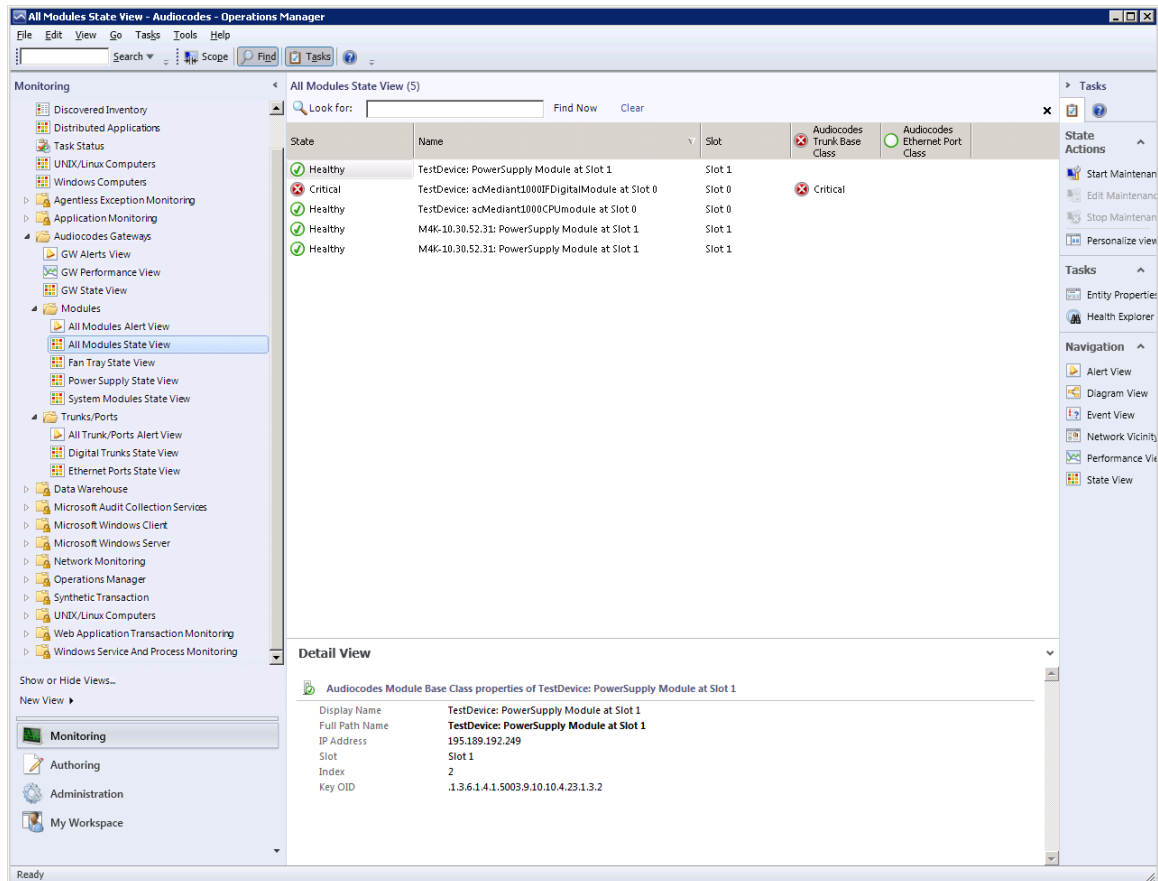 All Modules State View - Audiocodes - Operations Manager
File Edit View Go Tasks Tools Help
Search Scope Find Tasks
Monitoring
Discovered Inventory
Distributed Applications
Task Status
UNIX/Linux Computers
Windows Computers
Agentless Exception Monitoring
Application Monitoring
Audiocodes Gateways
GW Alerts View
GW Performance View
GW State View
Modules
All Modules Alert View
All Modules State View
Fan Tray State View
Power Supply State View
System Modules State View
Trunks/Ports
All Trunk/Ports Alert View
Digital Trunks State View
Ethernet Ports State View
Data Warehouse
Microsoft Audit Collection Services
Microsoft Windows Client
Microsoft Windows Server
Network Monitoring
Operations Manager
Synthetic Transaction
UNIX/Linux Computers
Web Application Transaction Monitoring
Windows Service And Process Monitoring
Show or Hide Views...
New View
Monitoring
Authoring
Administration
My Workspace
All Modules State View (5)
Look for: Find Now Clear
State Name Slot Audiocodes Trunk Base Class Audiocodes Ethernet Port Class
Healthy TestDevice: PowerSupply Module at Slot 1 Slot 1
Critical TestDevice: acMediant1000IFDigitalModule at Slot 0 Slot 0 Critical
Healthy TestDevice: acMediant1000CPUmodule at Slot 0 Slot 0
Healthy M4K-10.30.52.31: PowerSupply Module at Slot 1 Slot 1
Healthy M4K-10.30.52.31: PowerSupply Module at Slot 1 Slot 1
Detail View
Audiocodes Module Base Class properties of TestDevice: PowerSupply Module at Slot 1
Display Name TestDevice: PowerSupply Module at Slot 1
Full Path Name TestDevice: PowerSupply Module at Slot 1
IP Address 195.189.192.249
Slot Slot 1
Index 2
Key OID .1.3.6.1.4.1.5003.9.10.10.4.23.1.3.2
Tasks
State
Actions
Start Maintenan
Edit Maintenanc
Stop Maintenan
Personalize view
Tasks
Entity Properties
Health Explorer
Navigation
Alert View
Diagram View
Event View
Network Vicinity
Performance Vie
State View
Ready